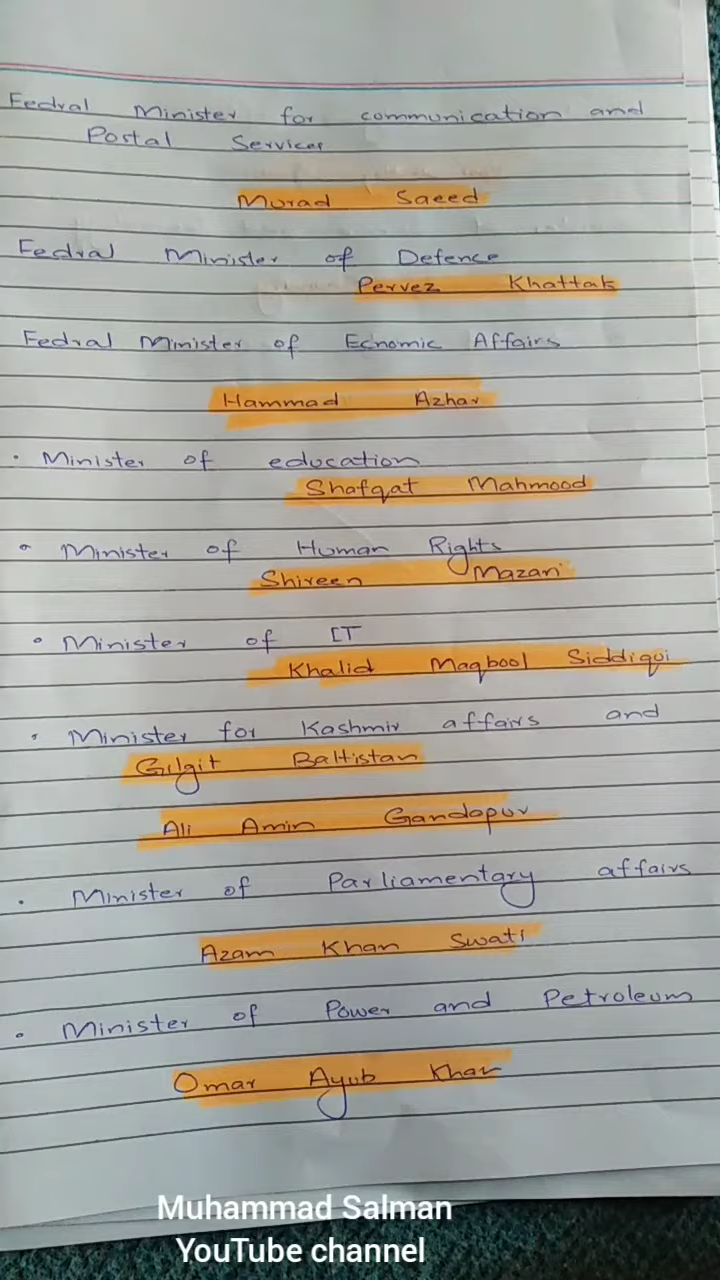 Fedral Minister for communication and
Portal Services
Murad Saeed
Fedral Minister of Defence
Pervez Khattak
Fedral Minister of Ecnomic Affairs
Hammad Azhar
• Minister of education
Shafqat Mahmood
• Minister of Human Rights
Shireen Mazari
• Minister of IT
Khalid Maqbool Siddiqui
• Minister for Kashmir affairs and
Gilgit Baltistan
Ali Amin Gandapur
• Minister of Parliamentary affairs
Azam Khan Swati
• Minister of Power and Petroleum
Omar Ayub Khan
Muhammad Salman
YouTube channel